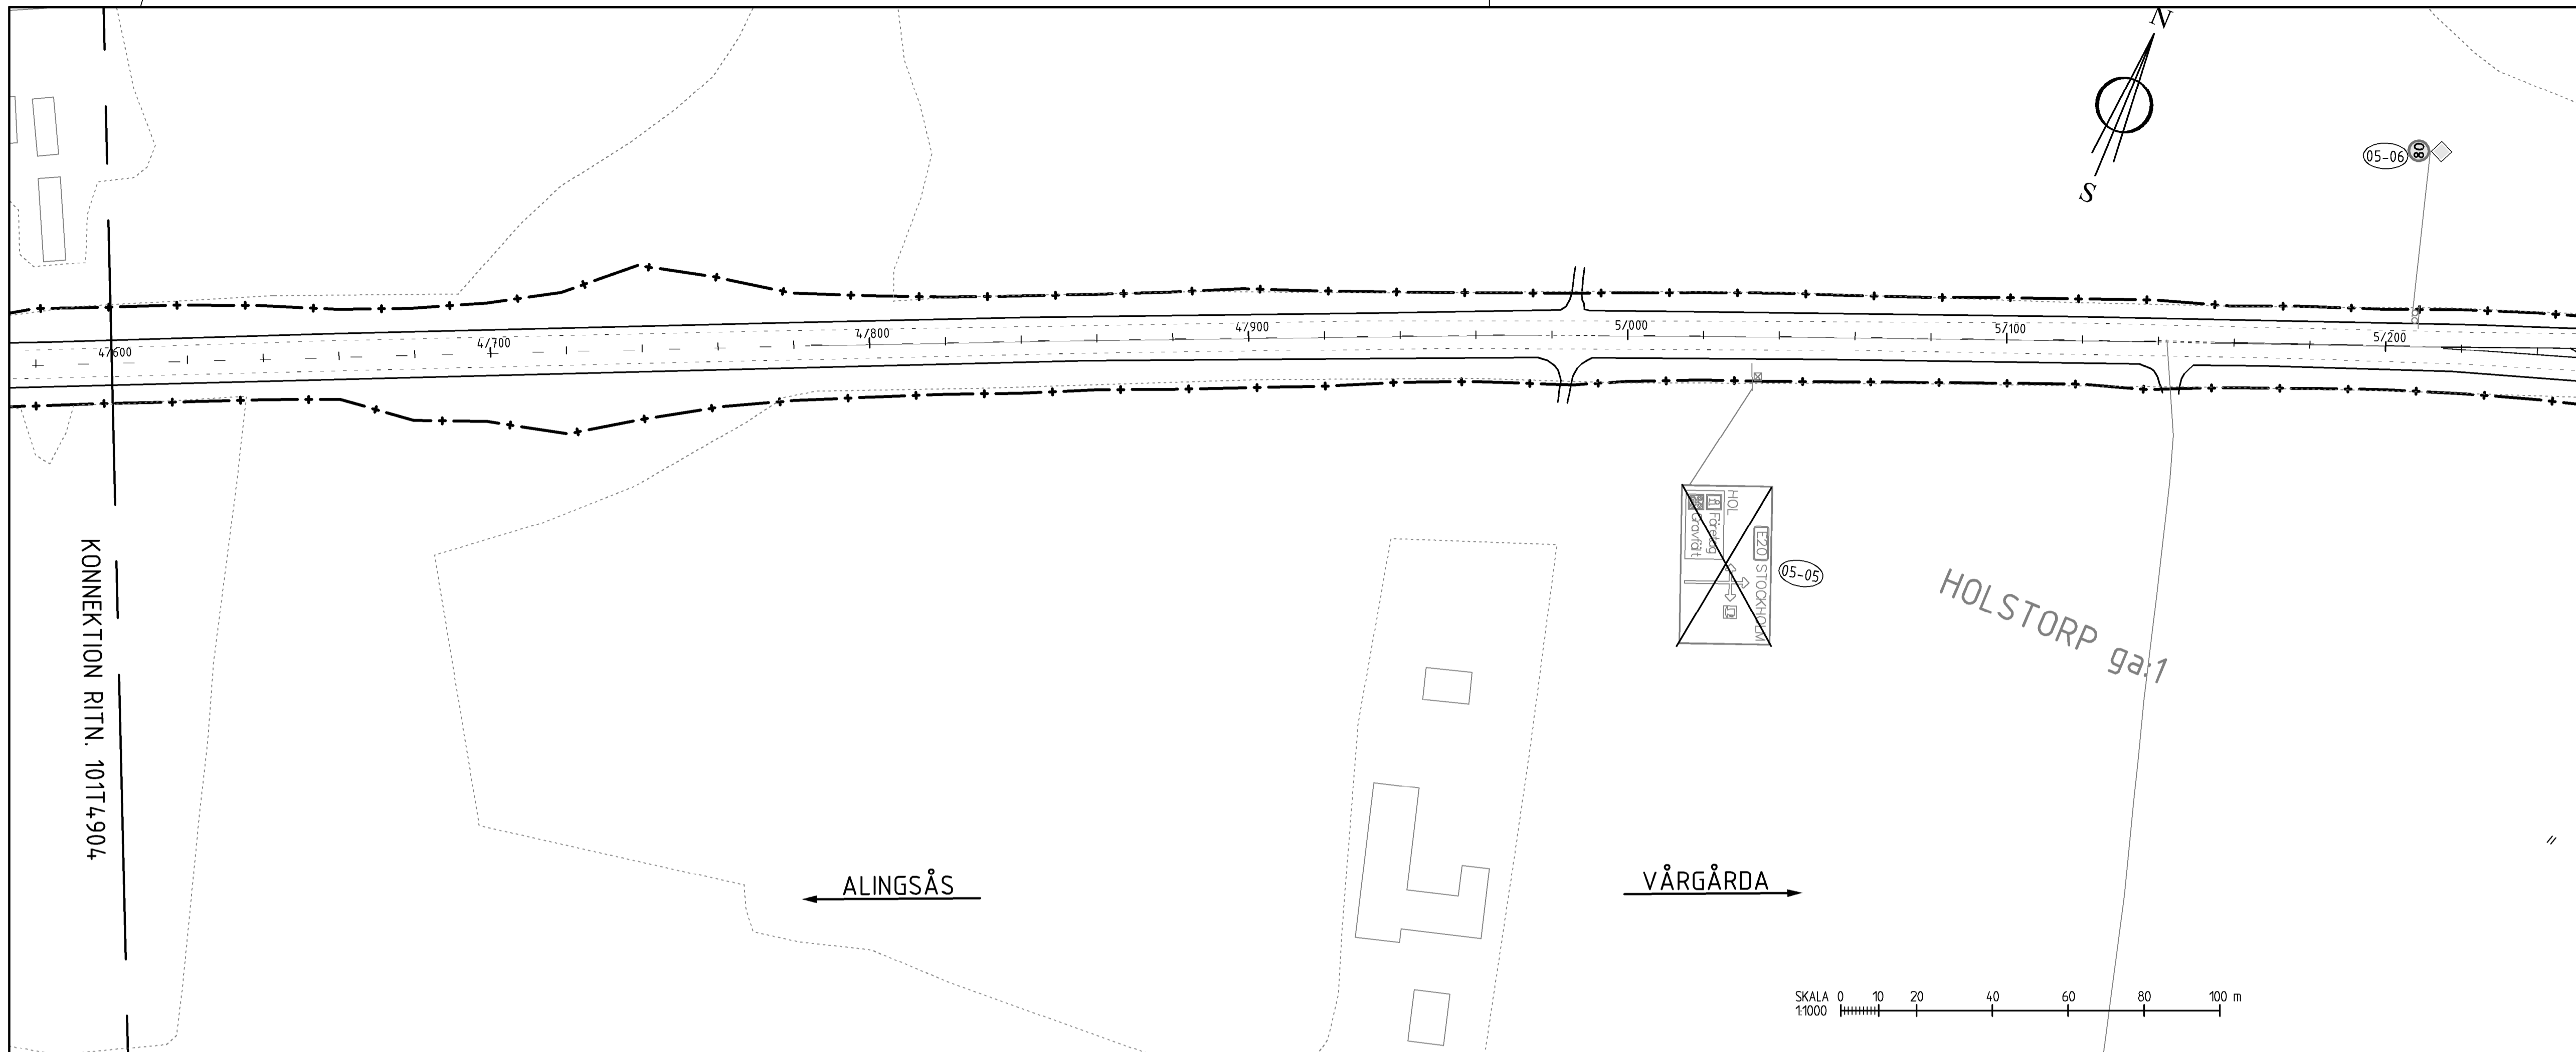 N
S
05-06
80
4/600
4/700
4/800
4/900
5/000
5/100
5/200
KONNEKTION RITN. 101T4904
HOL
Företag
Gravfält
E20 STOCKHOLM
05-05
HOLSTORP ga:1
ALINGSÅS
VÅRGÅRDA
SKALA 0 10 20 40 60 80 100 m
1:1000